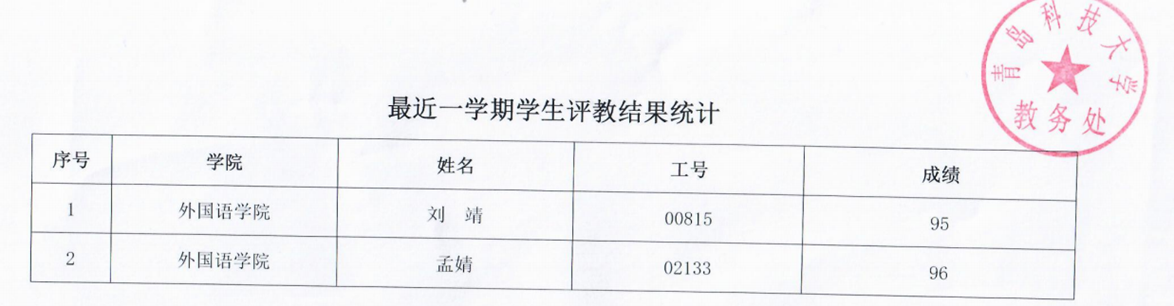 青岛科技大学
教务处
最近一学期学生评教结果统计
序号 学院 姓名 工号 成绩
1 外国语学院 刘 靖 00815 95
2 外国语学院 孟婧 02133 96